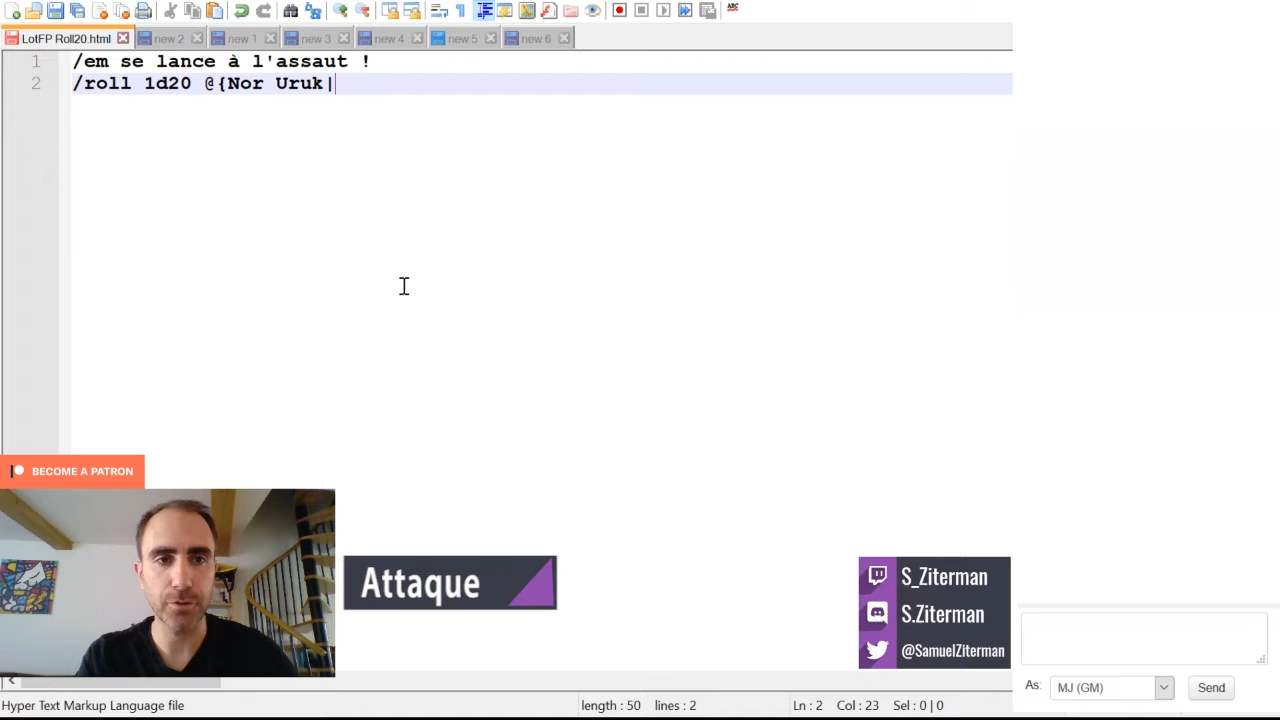 ABC
LotFP Roll20.html
new 2
new 1
new 3
new 4
new 5
new 6
1 /em se lance à l'assaut !
2 /roll 1d20 @{Nor Uruk|
BECOME A PATRON
Attaque
S_Ziterman
S.Ziterman
@SamuelZiterman
As: MJ (GM) Send
Hyper Text Markup Language file
length : 50 lines : 2
Ln : 2 Col : 23 Sel : 0 | 0